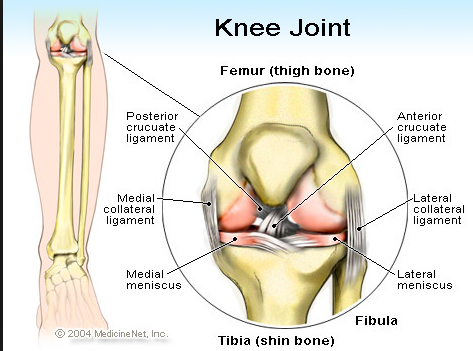 Knee Joint
Femur (thigh bone)
Posterior
crucuate
ligament
Anterior
crucuate
ligament
Medial
collateral
ligament
Lateral
collateral
ligament
Medial
meniscus
Lateral
meniscus
Fibula
Tibia (shin bone)
© 2004 MedicineNet, Inc.